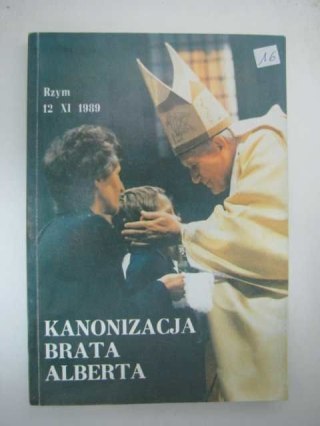 16
Rzym
12 XI 1989
KANONIZACJA
BRATA
ALBERTA